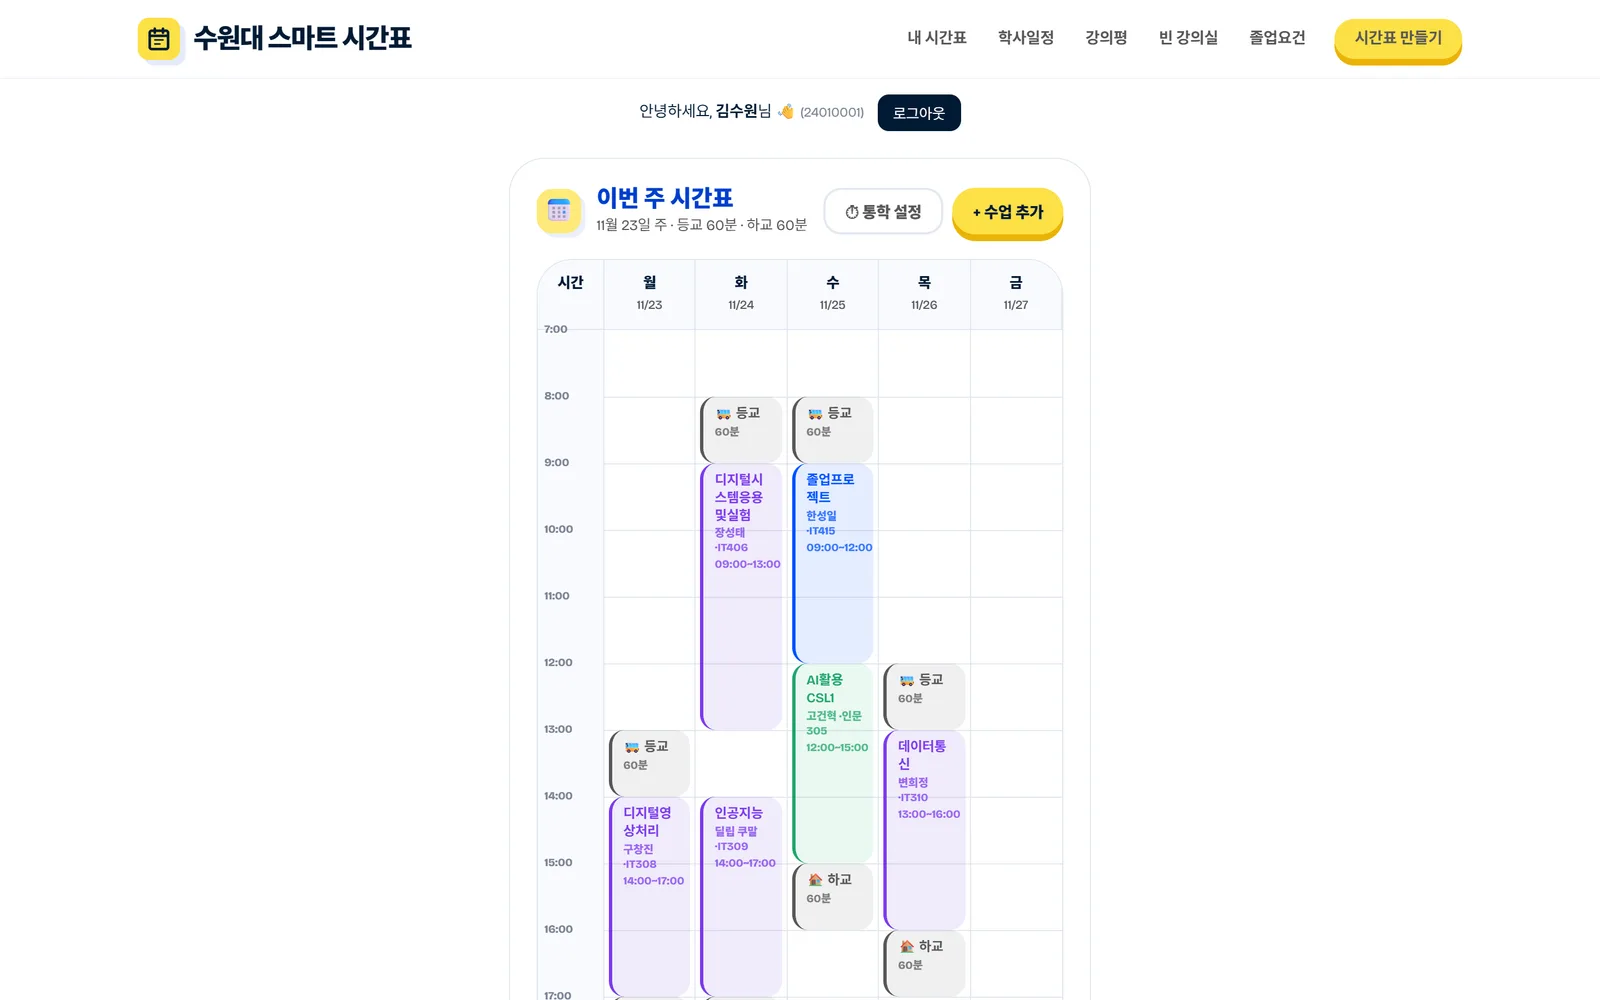 수원대 스마트 시간표
내 시간표 학사일정 강의평 빈 강의실 졸업요건 시간표 만들기
안녕하세요, 김수원님 (24010001) 로그아웃
이번 주 시간표
11월 23일 주 · 등교 60분 · 하교 60분
통학 설정
+ 수업 추가
시간 월 화 수 목 금
11/23 11/24 11/25 11/26 11/27
7:00
8:00
등교
60분
등교
60분
9:00
디지털시
스템응용
및실험
장성태
·IT406
09:00~13:00
졸업프로
젝트
한성일
·IT415
09:00~12:00
10:00
11:00
12:00
AI활용
CSL1
고건혁 ·인문
305
12:00~15:00
등교
60분
13:00
등교
60분
데이터통
신
변희정
·IT310
13:00~16:00
14:00
디지털영
상처리
구창진
·IT308
14:00~17:00
인공지능
딜립 쿠말
·IT309
14:00~17:00
15:00
하교
60분
16:00
하교
60분
17:00